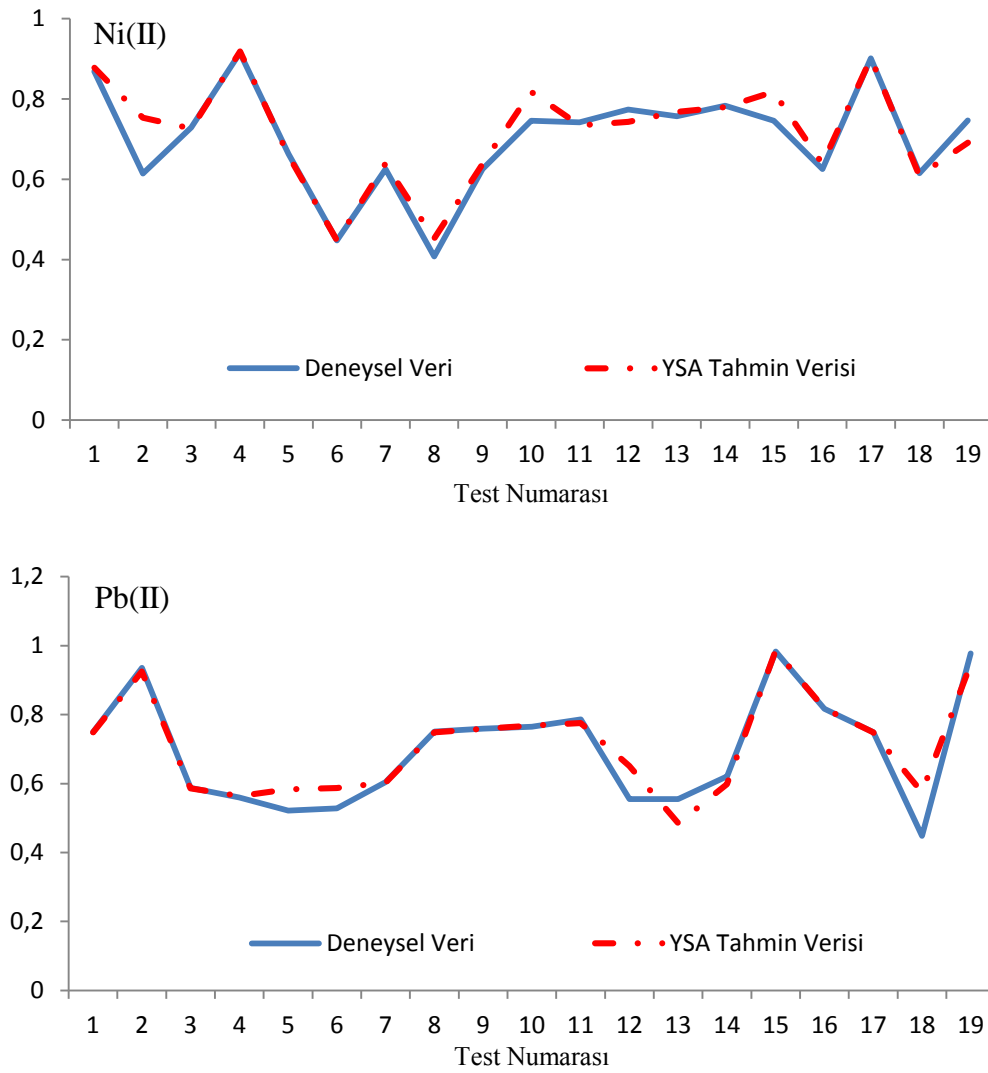 1
Ni(II)
0,8
0,6
0,4
0,2
Deneysel Veri YSA Tahmin Verisi
0
1 2 3 4 5 6 7 8 9 10 11 12 13 14 15 16 17 18 19
Test Numarası
1,2
Pb(II)
1
0,8
0,6
0,4
0,2
Deneysel Veri YSA Tahmin Verisi
0
1 2 3 4 5 6 7 8 9 10 11 12 13 14 15 16 17 18 19
Test Numarası